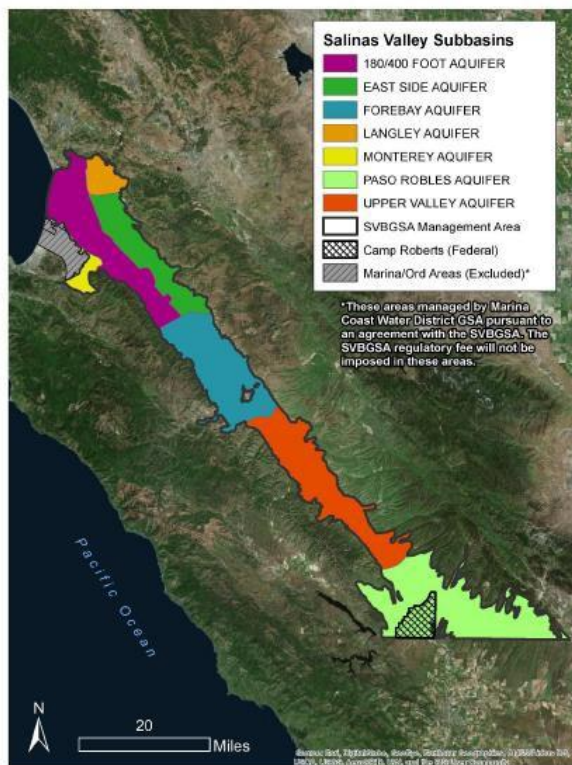 Salinas Valley Subbasins
180/400 FOOT AQUIFER
EAST SIDE AQUIFER
FOREBAY AQUIFER
LANGLEY AQUIFER
MONTEREY AQUIFER
PASO ROBLES AQUIFER
UPPER VALLEY AQUIFER
SVBGSA Management Area
Camp Roberts (Federal)
Marina/Ord Areas (Excluded)*
*These areas managed by Marina
Coast Water District GSA pursuant to
an agreement with the SVBGSA. The
SVBGSA regulatory fee will not be
imposed in these areas.
Pacific Ocean
N
20
Miles